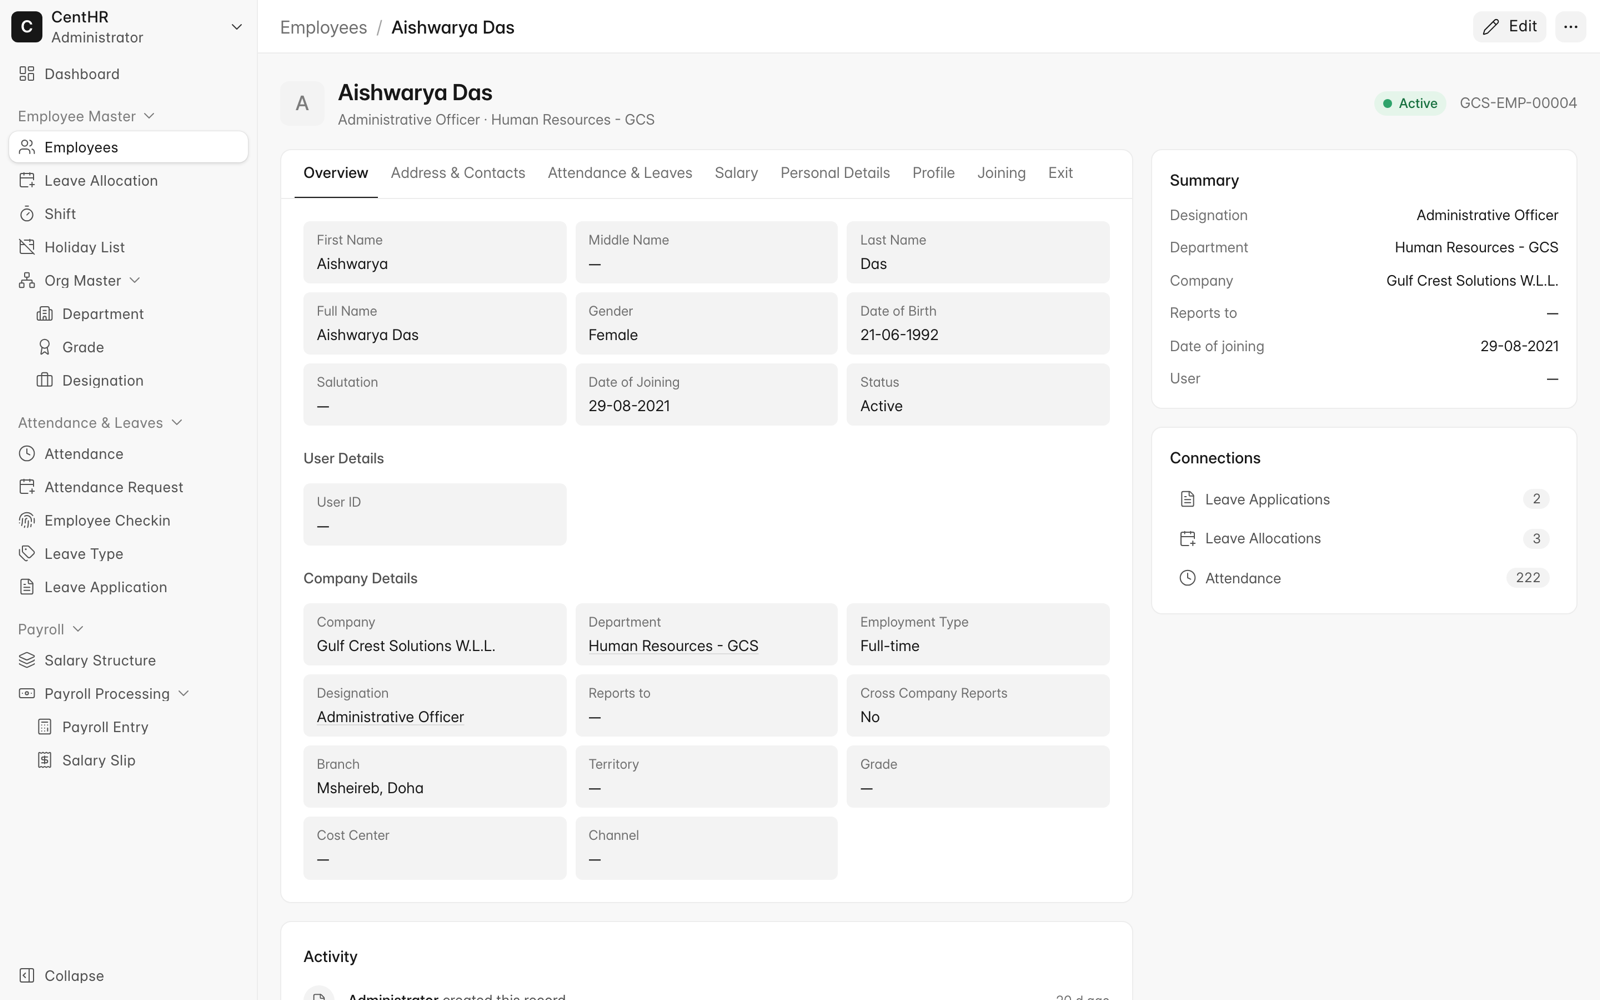 CentHR
Administrator
Dashboard
Employee Master
Employees
Leave Allocation
Shift
Holiday List
Org Master
Department
Grade
Designation
Attendance & Leaves
Attendance
Attendance Request
Employee Checkin
Leave Type
Leave Application
Payroll
Salary Structure
Payroll Processing
Payroll Entry
Salary Slip
Collapse
Employees / Aishwarya Das
Edit
A
Aishwarya Das
Administrative Officer · Human Resources - GCS
Active GCS-EMP-00004
Overview Address & Contacts Attendance & Leaves Salary Personal Details Profile Joining Exit
First Name Middle Name Last Name
Aishwarya — Das
Full Name Gender Date of Birth
Aishwarya Das Female 21-06-1992
Salutation Date of Joining Status
— 29-08-2021 Active
User Details
User ID
—
Company Details
Company Department Employment Type
Gulf Crest Solutions W.L.L. Human Resources - GCS Full-time
Designation Reports to Cross Company Reports
Administrative Officer — No
Branch Territory Grade
Msheireb, Doha — —
Cost Center Channel
— —
Activity
Administrator created this record 20 d ago
Summary
Designation Administrative Officer
Department Human Resources - GCS
Company Gulf Crest Solutions W.L.L.
Reports to —
Date of joining 29-08-2021
User —
Connections
Leave Applications 2
Leave Allocations 3
Attendance 222
C